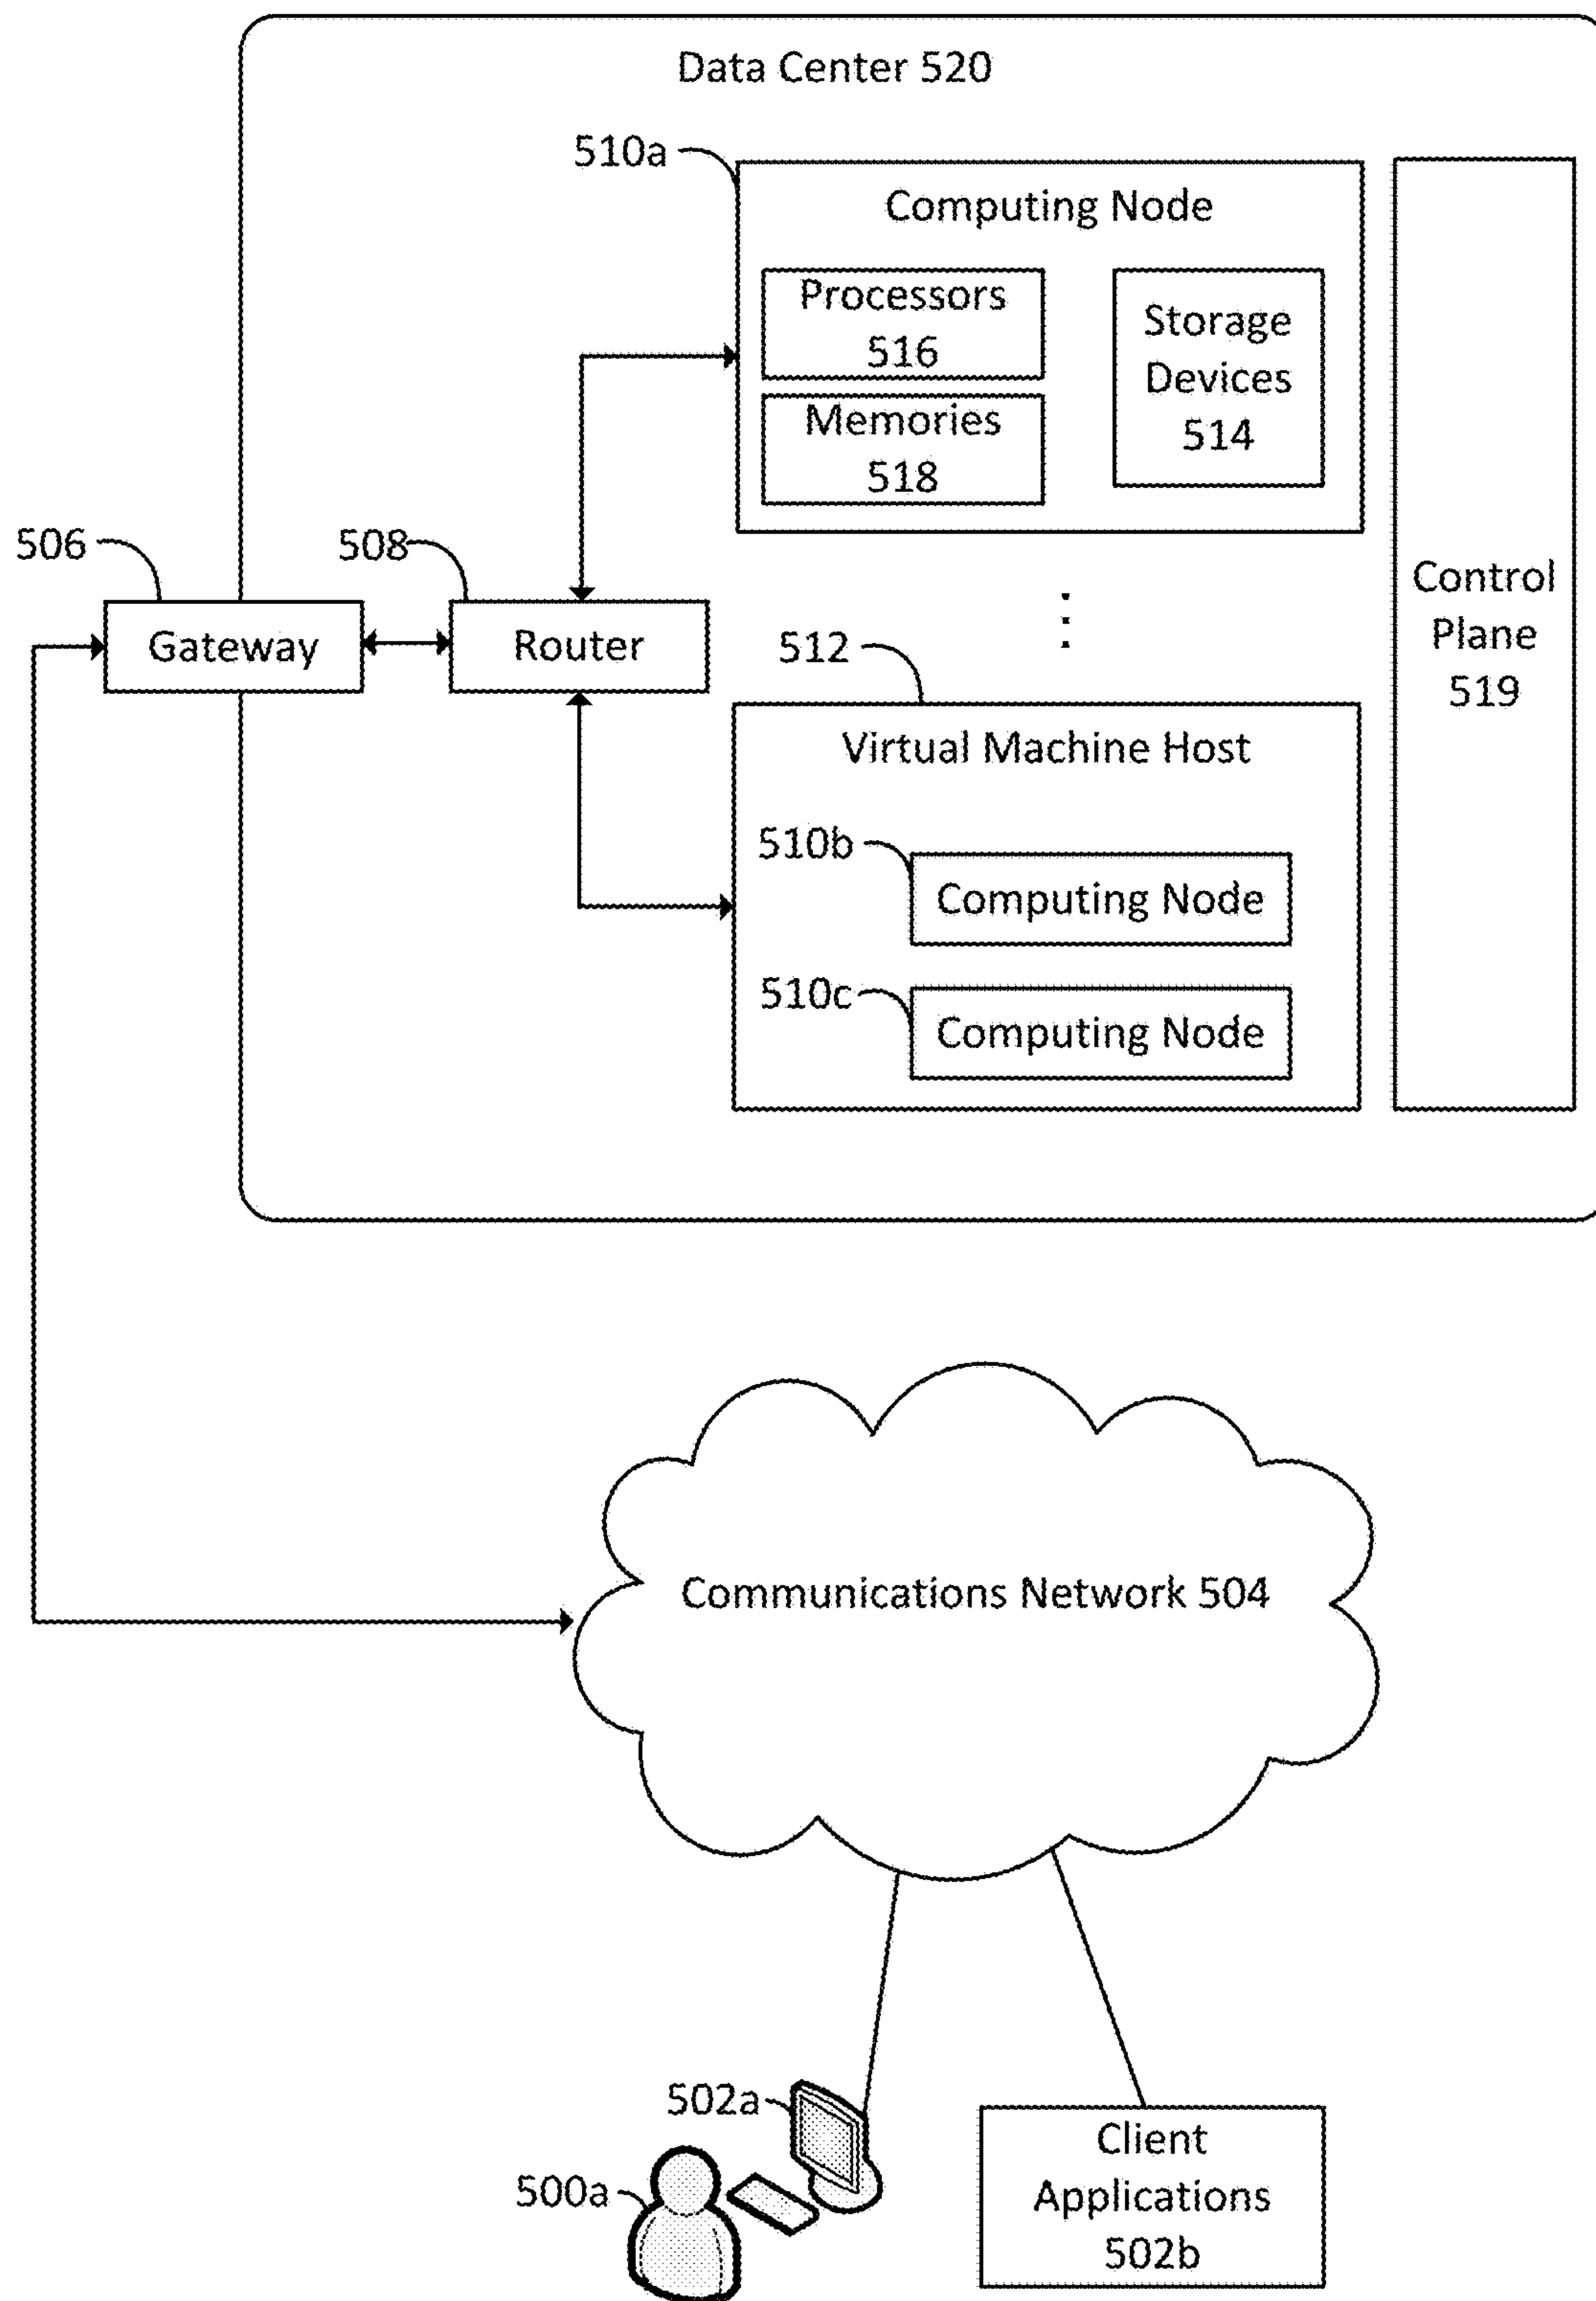 Data Center 520
510a
Computing Node
Processors
516
Memories
518
Storage
Devices
514
Control
Plane
519
506
Gateway
508
Router
512
Virtual Machine Host
510b
Computing Node
510c
Computing Node
Communications Network 504
502a
500a
Client
Applications
502b